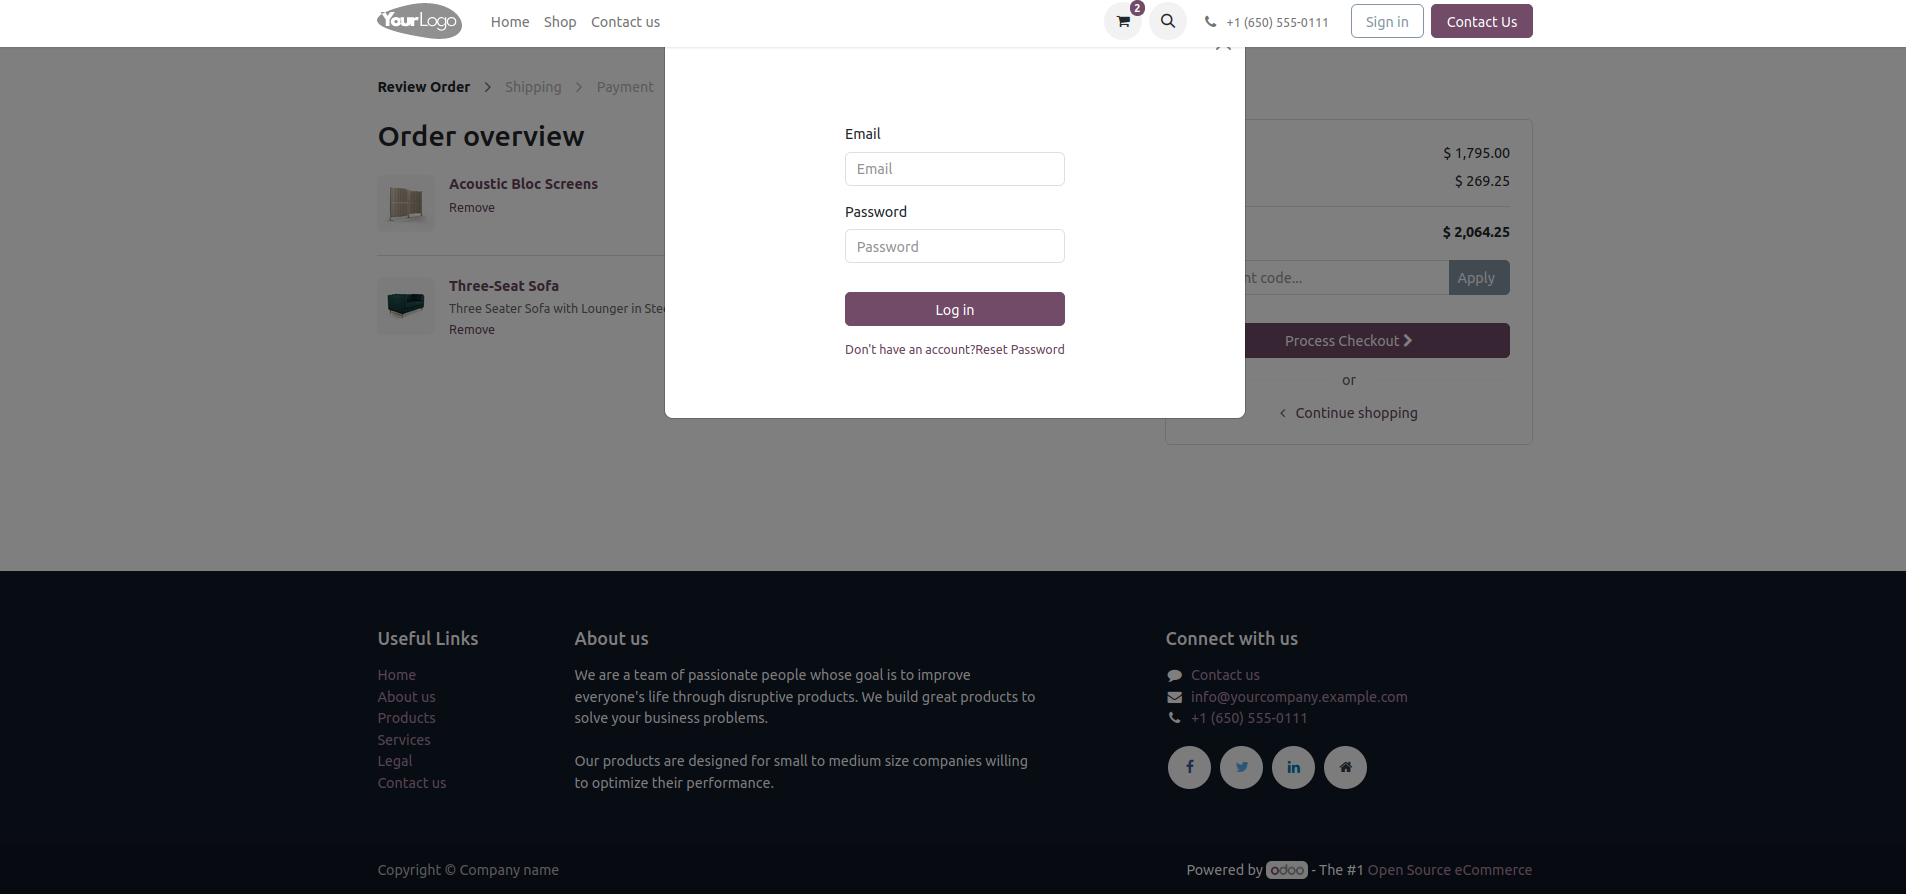 YourLogo
Home Shop Contact us
2
+1 (650) 555-0111
Sign in
Contact Us
Review Order > Shipping > Payment
Order overview
Acoustic Bloc Screens
Remove
Three-Seat Sofa
Three Seater Sofa with Lounger in
Remove
Email
Email
Password
Password
Log in
Don't have an account?Reset Password
$ 1,795.00
$ 269.25
$ 2,064.25
code...
Apply
Process Checkout
or
Continue shopping
Useful Links
Home
About us
Products
Services
Legal
Contact us
About us
We are a team of passionate people whose goal is to improve
everyone's life through disruptive products. We build great products to
solve your business problems.
Our products are designed for small to medium size companies willing
to optimize their performance.
Connect with us
Contact us
info@yourcompany.example.com
+1 (650) 555-0111
Copyright © Company name
Powered by odoo - The #1 Open Source eCommerce